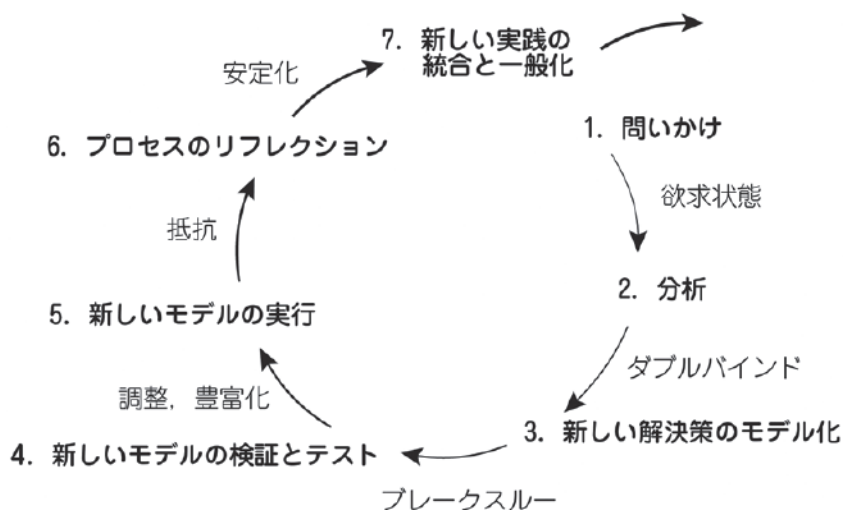 7. 新しい実践の
統合と一般化
安定化
1. 問いかけ
6. プロセスのリフレクション
欲求状態
抵抗
2. 分析
5. 新しいモデルの実行
ダブルバインド
調整，豊富化
3. 新しい解決策のモデル化
4. 新しいモデルの検証とテスト
ブレークスルー